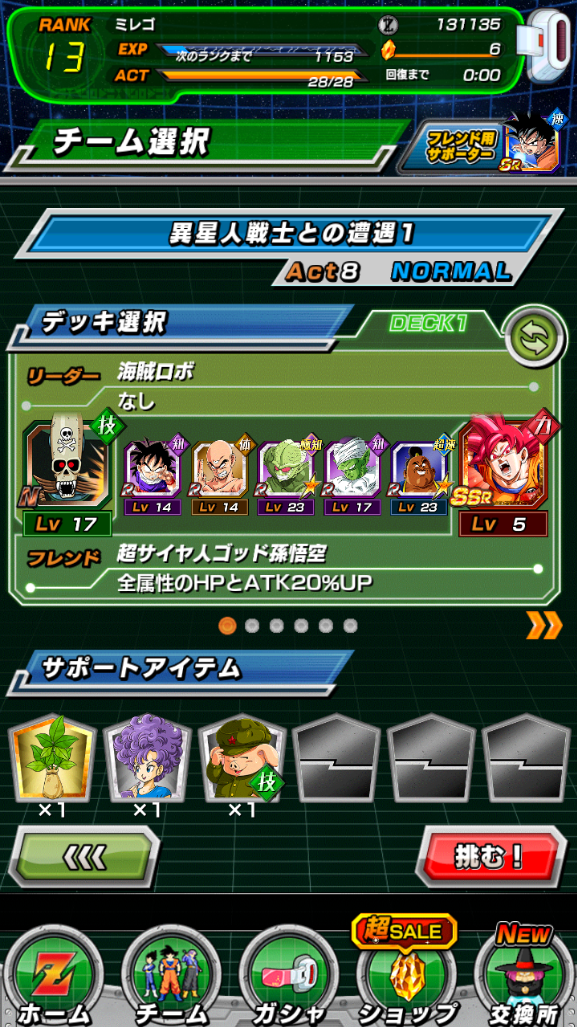 RANK
13
ミレゴ
131135
EXP 次のランクまで 1153
6
ACT 28/28
回復まで 0:00
チーム選択
フレンド用
サポーター
速
SR
異星人戦士との遭遇1
Act8 NORMAL
デッキ選択
DECK1
リーダー 海賊ロボ
なし
技 知 体 極知 知 超速 力
N R R R R R SSR
Lv 17 Lv 14 Lv 14 Lv 23 Lv 17 Lv 23 Lv 5
フレンド 超サイヤ人ゴッド孫悟空
全属性のHPとATK20%UP
サポートアイテム
技
×1 ×1 ×1
挑む!
超SALE
NEW
ホーム チーム ガシャ ショップ 交換所